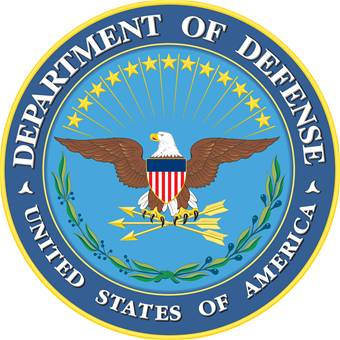 DEPARTMENT OF DEFENSE
UNITED STATES OF AMERICA